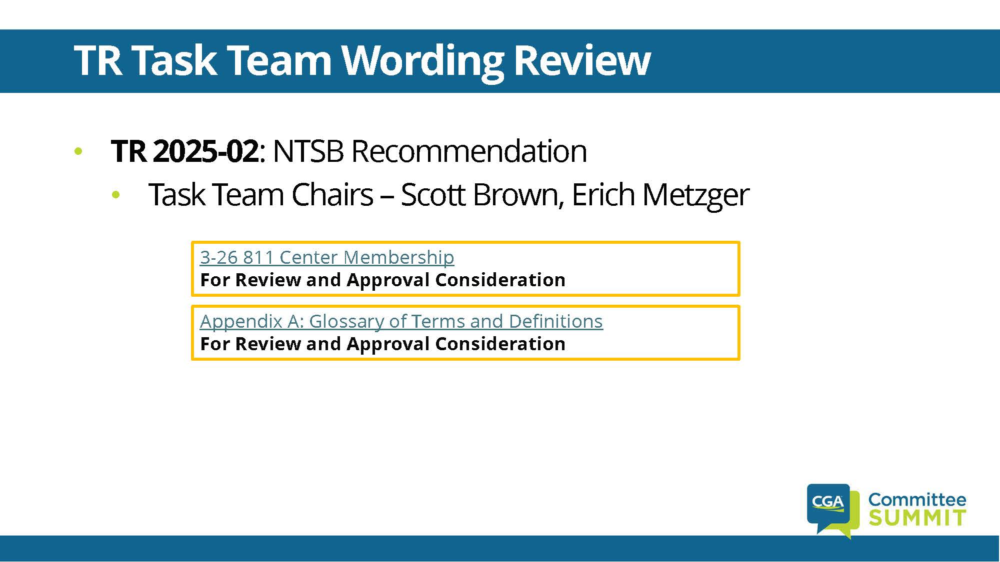 TR Task Team Wording Review
• TR 2025-02: NTSB Recommendation
• Task Team Chairs – Scott Brown, Erich Metzger
3-26 811 Center Membership
For Review and Approval Consideration
Appendix A: Glossary of Terms and Definitions
For Review and Approval Consideration
CGA
Committee
SUMMIT